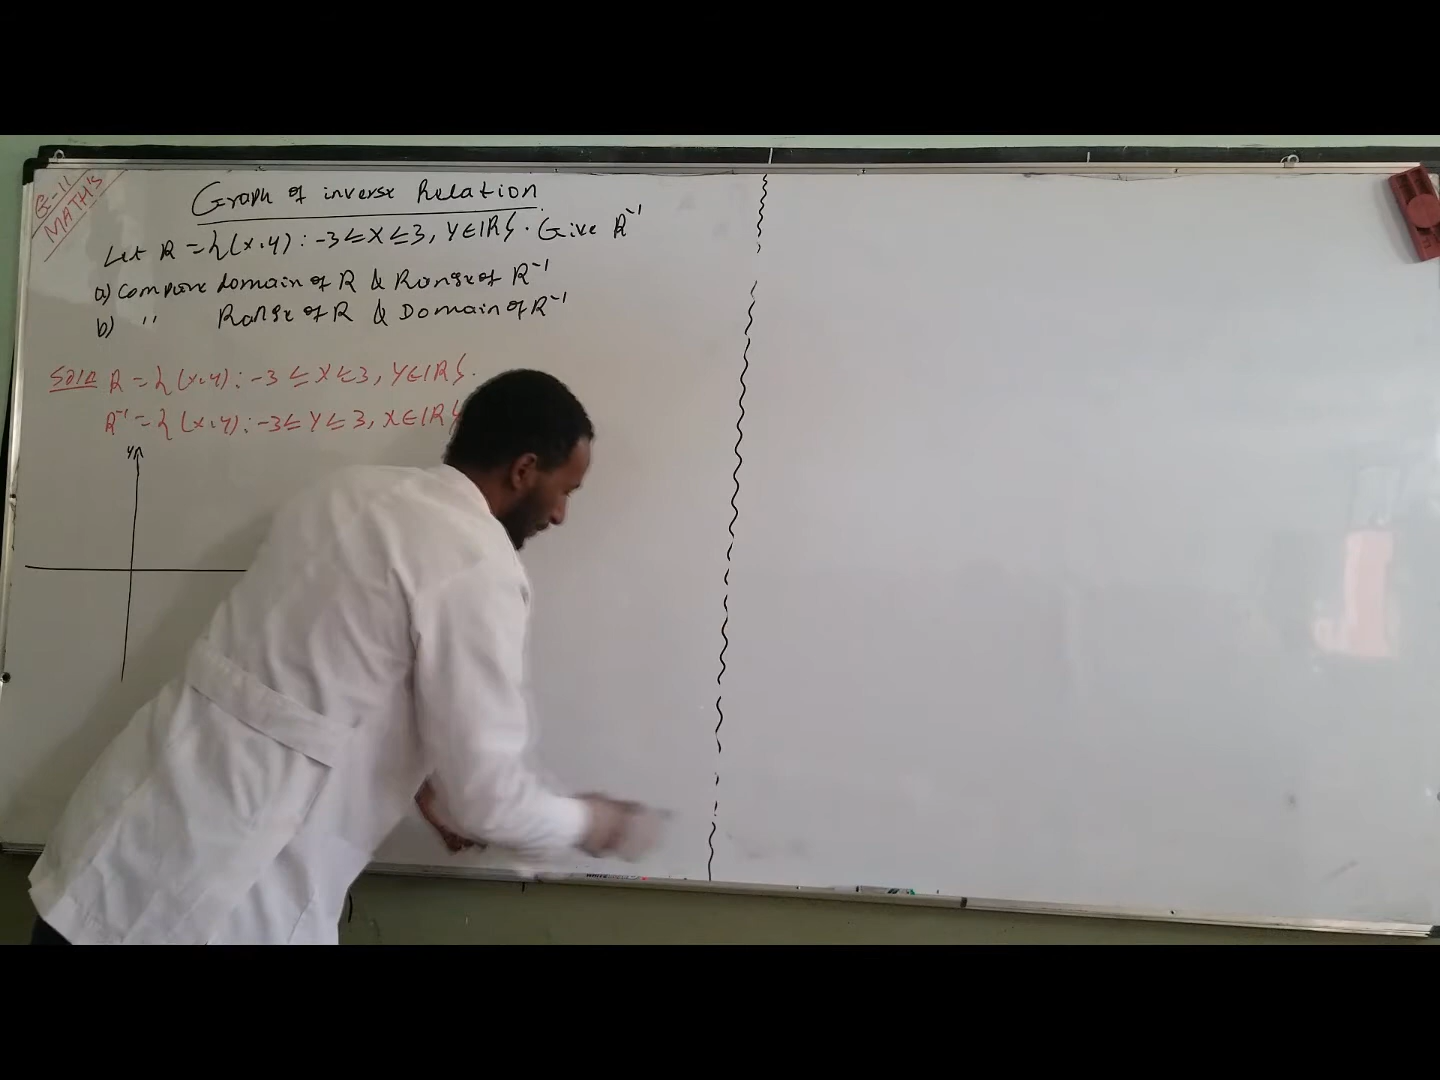 G-11
MATHS
Graph of inverse Relation
Let R = {(x,y): -3 ≤ x ≤ 3, y ∈ IR}. Give R⁻¹
a) Compare domain of R & Range of R⁻¹
b) '' Range of R & Domain of R⁻¹
Soln R = {(x,y): -3 ≤ x ≤ 3, y ∈ IR}.
R⁻¹ = {(x,y): -3 ≤ y ≤ 3, x ∈ IR}
y